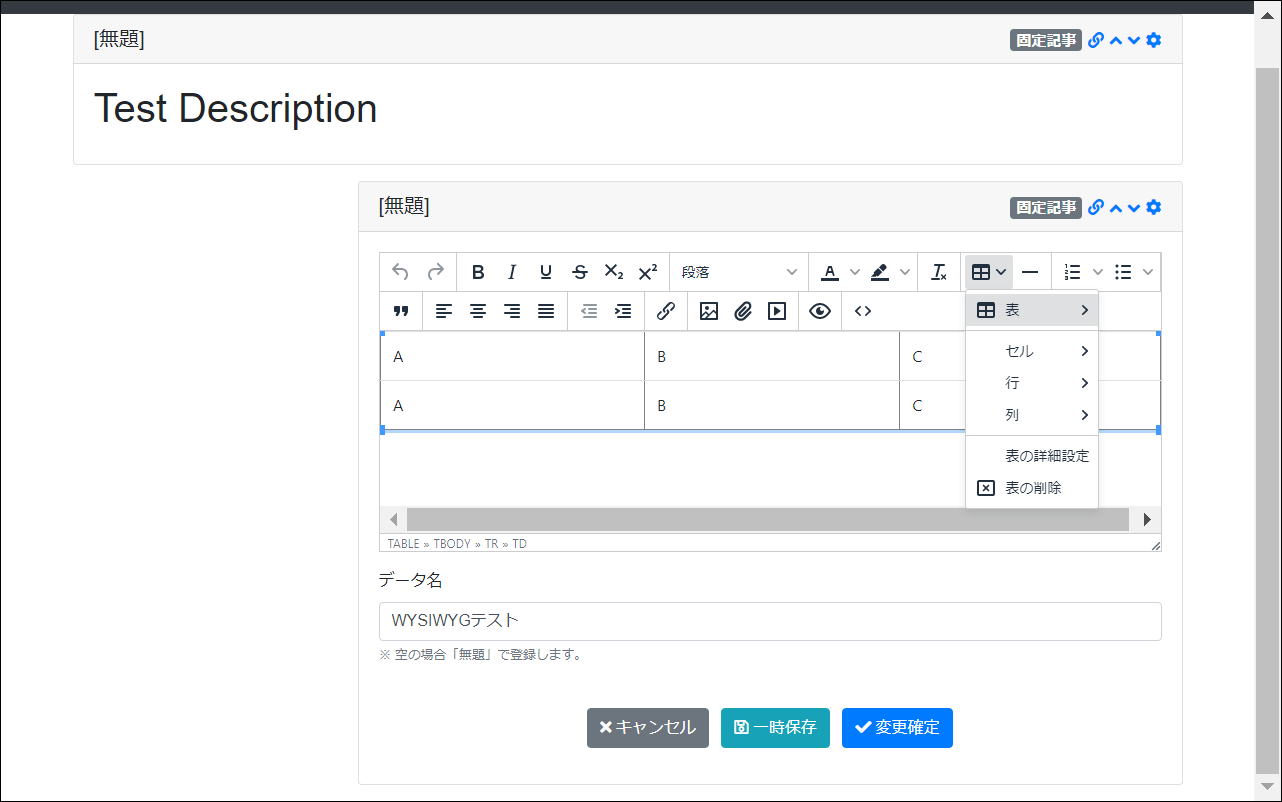 [無題] 固定記事
Test Description
[無題] 固定記事
B I U S X₂ X² 段落 A Tx
表
A B C
セル
行
A B C
列
表の詳細設定
表の削除
TABLE » TBODY » TR » TD
データ名
WYSIWYGテスト
※ 空の場合「無題」で登録します。
キャンセル 一時保存 変更確定